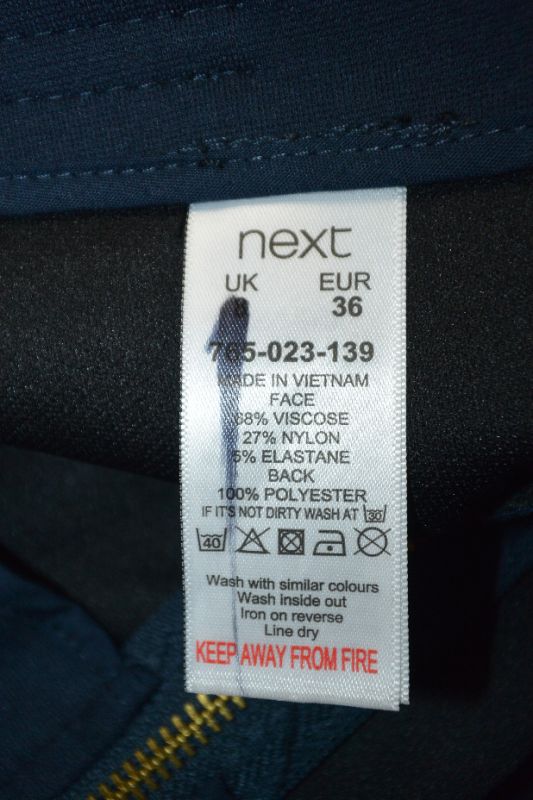 next
UK EUR
8 36
765-023-139
MADE IN VIETNAM
FACE
68% VISCOSE
27% NYLON
5% ELASTANE
BACK
100% POLYESTER
IF IT'S NOT DIRTY WASH AT 30
40
Wash with similar colours
Wash inside out
Iron on reverse
Line dry
KEEP AWAY FROM FIRE